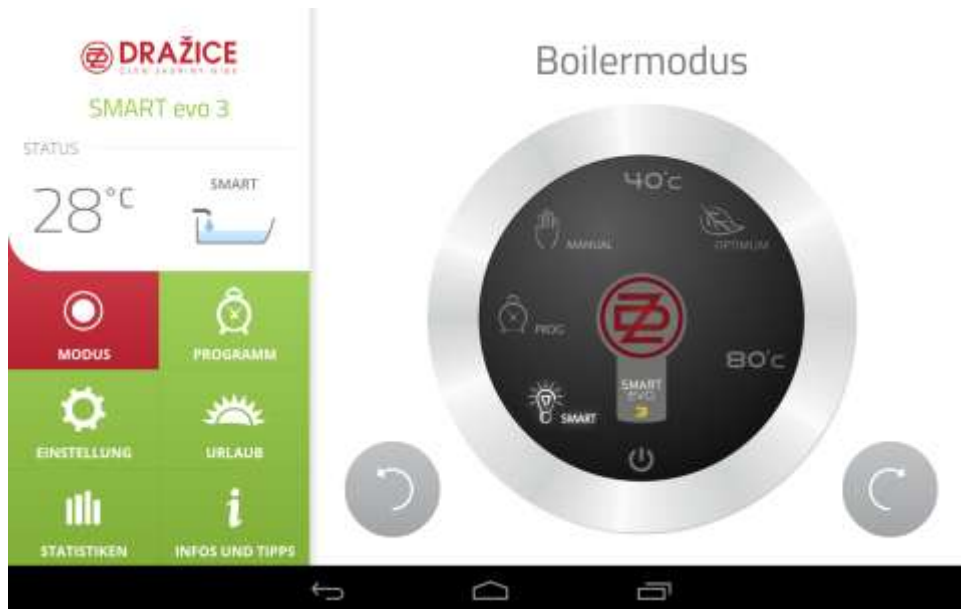 DRAŽICE
SMART evo 3
STATUS
28°C
SMART
MODUS
PROGRAMM
EINSTELLUNG
URLAUB
STATISTIKEN
INFOS UND TIPPS
Boilermodus
40°C
MANUAL
OPTIMUM
PROG
80°C
SMART
EVO
3
SMART